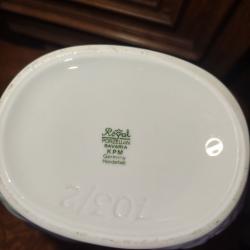 Royal
PORZELLAN
BAVARIA
KPM
Germany
Handarbeit
103/2